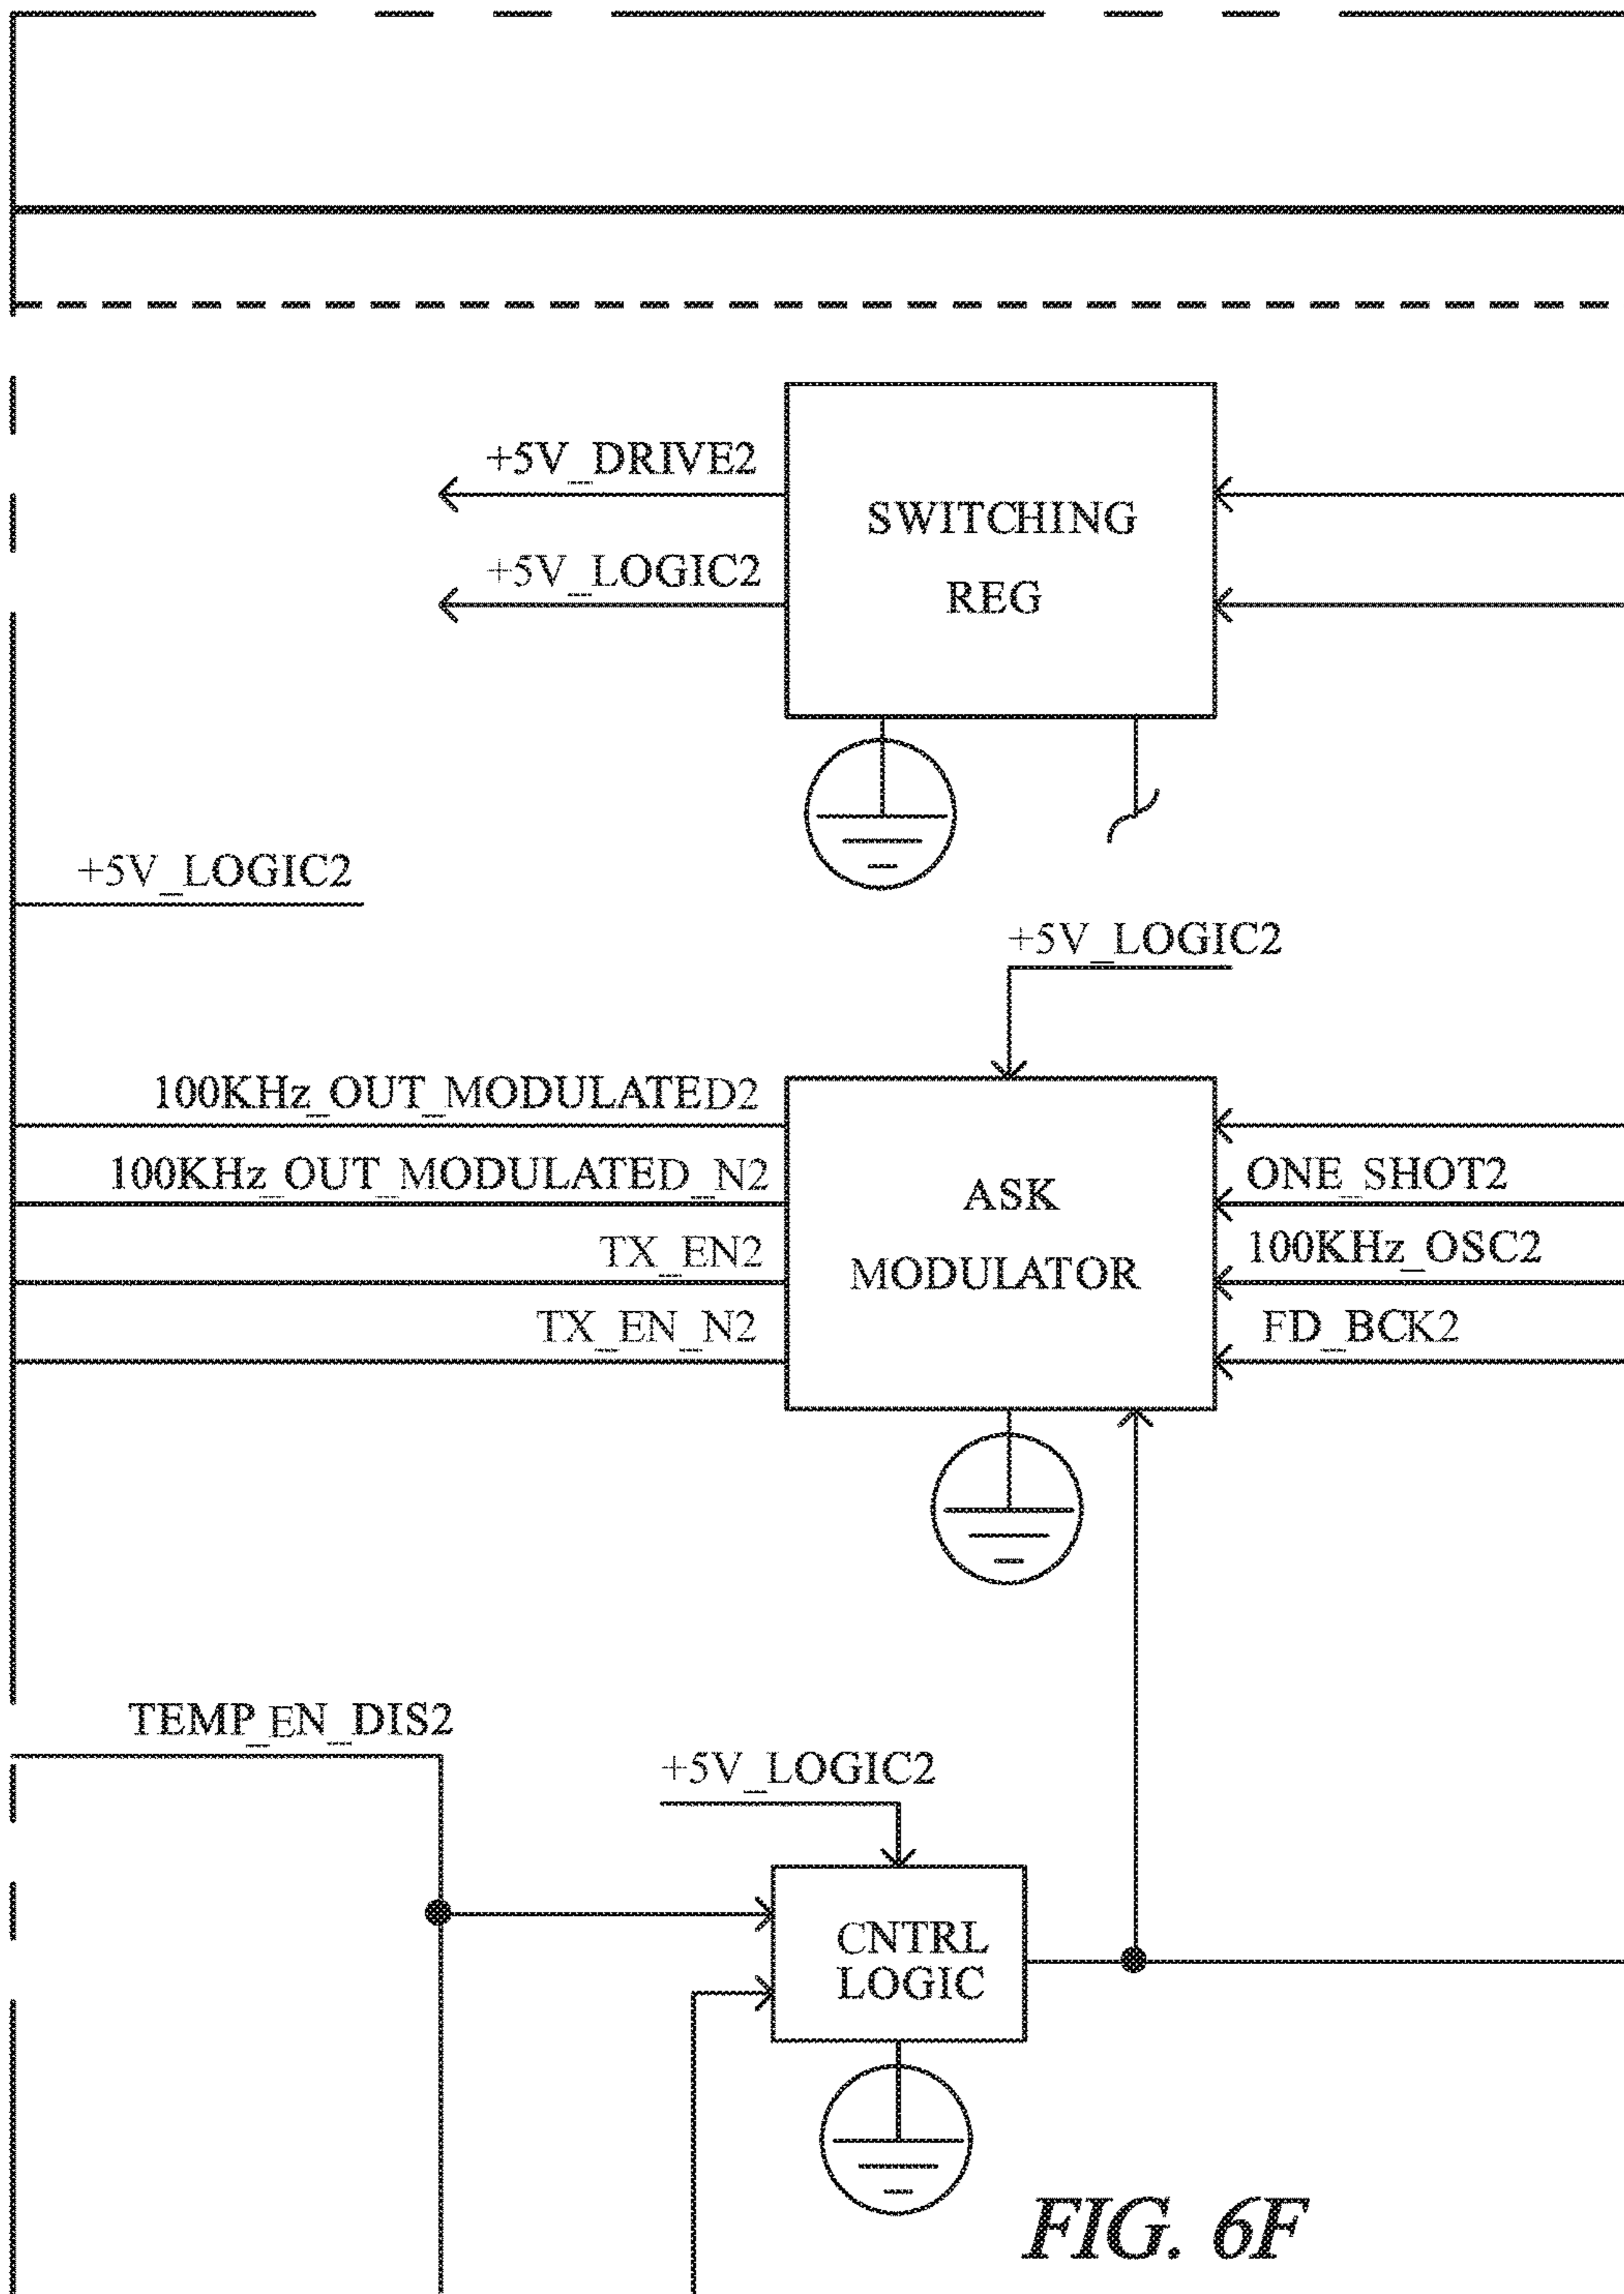 +5V_DRIVE2
SWITCHING
+5V_LOGIC2
REG
+5V_LOGIC2
+5V_LOGIC2
100KHz_OUT_MODULATED2
100KHz_OUT_MODULATED_N2
ASK
ONE_SHOT2
TX_EN2
MODULATOR
100KHz_OSC2
TX_EN_N2
FD_BCK2
TEMP_EN_DIS2
+5V_LOGIC2
CNTRL
LOGIC
FIG. 6F